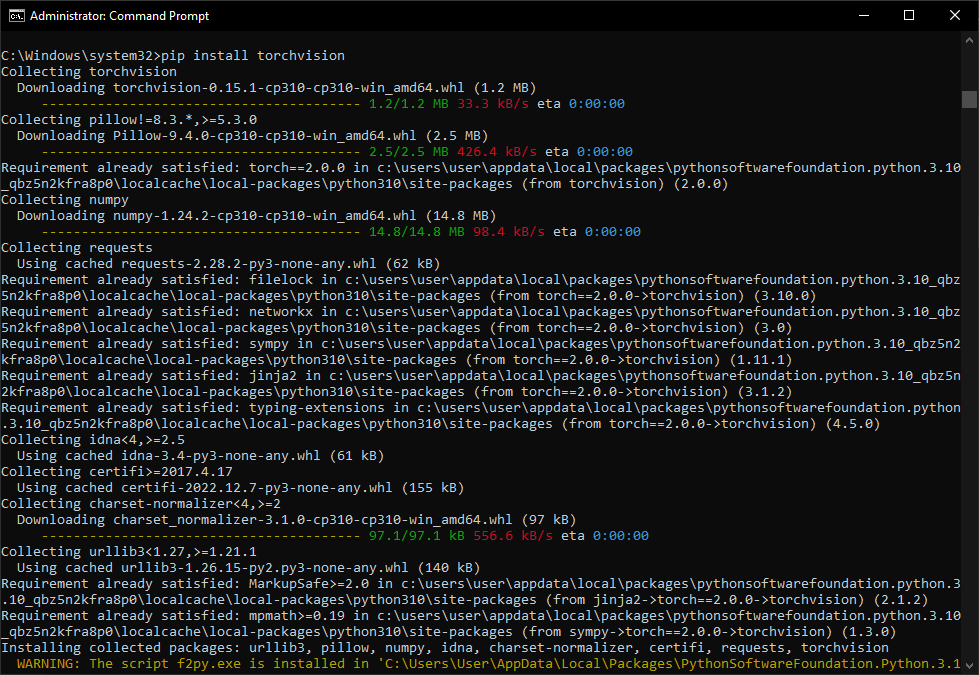 Administrator: Command Prompt
C:\Windows\system32>pip install torchvision
Collecting torchvision
  Downloading torchvision-0.15.1-cp310-cp310-win_amd64.whl (1.2 MB)
     ---------------------------------------- 1.2/1.2 MB 33.3 kB/s eta 0:00:00
Collecting pillow!=8.3.*,>=5.3.0
  Downloading Pillow-9.4.0-cp310-cp310-win_amd64.whl (2.5 MB)
     ---------------------------------------- 2.5/2.5 MB 426.4 kB/s eta 0:00:00
Requirement already satisfied: torch==2.0.0 in c:\users\user\appdata\local\packages\pythonsoftwarefoundation.python.3.10
_qbz5n2kfra8p0\localcache\local-packages\python310\site-packages (from torchvision) (2.0.0)
Collecting numpy
  Downloading numpy-1.24.2-cp310-cp310-win_amd64.whl (14.8 MB)
     ---------------------------------------- 14.8/14.8 MB 98.4 kB/s eta 0:00:00
Collecting requests
  Using cached requests-2.28.2-py3-none-any.whl (62 kB)
Requirement already satisfied: filelock in c:\users\user\appdata\local\packages\pythonsoftwarefoundation.python.3.10_qbz
5n2kfra8p0\localcache\local-packages\python310\site-packages (from torch==2.0.0->torchvision) (3.10.0)
Requirement already satisfied: networkx in c:\users\user\appdata\local\packages\pythonsoftwarefoundation.python.3.10_qbz
5n2kfra8p0\localcache\local-packages\python310\site-packages (from torch==2.0.0->torchvision) (3.0)
Requirement already satisfied: sympy in c:\users\user\appdata\local\packages\pythonsoftwarefoundation.python.3.10_qbz5n2
kfra8p0\localcache\local-packages\python310\site-packages (from torch==2.0.0->torchvision) (1.11.1)
Requirement already satisfied: jinja2 in c:\users\user\appdata\local\packages\pythonsoftwarefoundation.python.3.10_qbz5n
2kfra8p0\localcache\local-packages\python310\site-packages (from torch==2.0.0->torchvision) (3.1.2)
Requirement already satisfied: typing-extensions in c:\users\user\appdata\local\packages\pythonsoftwarefoundation.python
.3.10_qbz5n2kfra8p0\localcache\local-packages\python310\site-packages (from torch==2.0.0->torchvision) (4.5.0)
Collecting idna<4,>=2.5
  Using cached idna-3.4-py3-none-any.whl (61 kB)
Collecting certifi>=2017.4.17
  Using cached certifi-2022.12.7-py3-none-any.whl (155 kB)
Collecting charset-normalizer<4,>=2
  Downloading charset_normalizer-3.1.0-cp310-cp310-win_amd64.whl (97 kB)
     ---------------------------------------- 97.1/97.1 kB 556.6 kB/s eta 0:00:00
Collecting urllib3<1.27,>=1.21.1
  Using cached urllib3-1.26.15-py2.py3-none-any.whl (140 kB)
Requirement already satisfied: MarkupSafe>=2.0 in c:\users\user\appdata\local\packages\pythonsoftwarefoundation.python.3
.10_qbz5n2kfra8p0\localcache\local-packages\python310\site-packages (from jinja2->torch==2.0.0->torchvision) (2.1.2)
Requirement already satisfied: mpmath>=0.19 in c:\users\user\appdata\local\packages\pythonsoftwarefoundation.python.3.10
_qbz5n2kfra8p0\localcache\local-packages\python310\site-packages (from sympy->torch==2.0.0->torchvision) (1.3.0)
Installing collected packages: urllib3, pillow, numpy, idna, charset-normalizer, certifi, requests, torchvision
  WARNING: The script f2py.exe is installed in 'C:\Users\User\AppData\Local\Packages\PythonSoftwareFoundation.Python.3.1